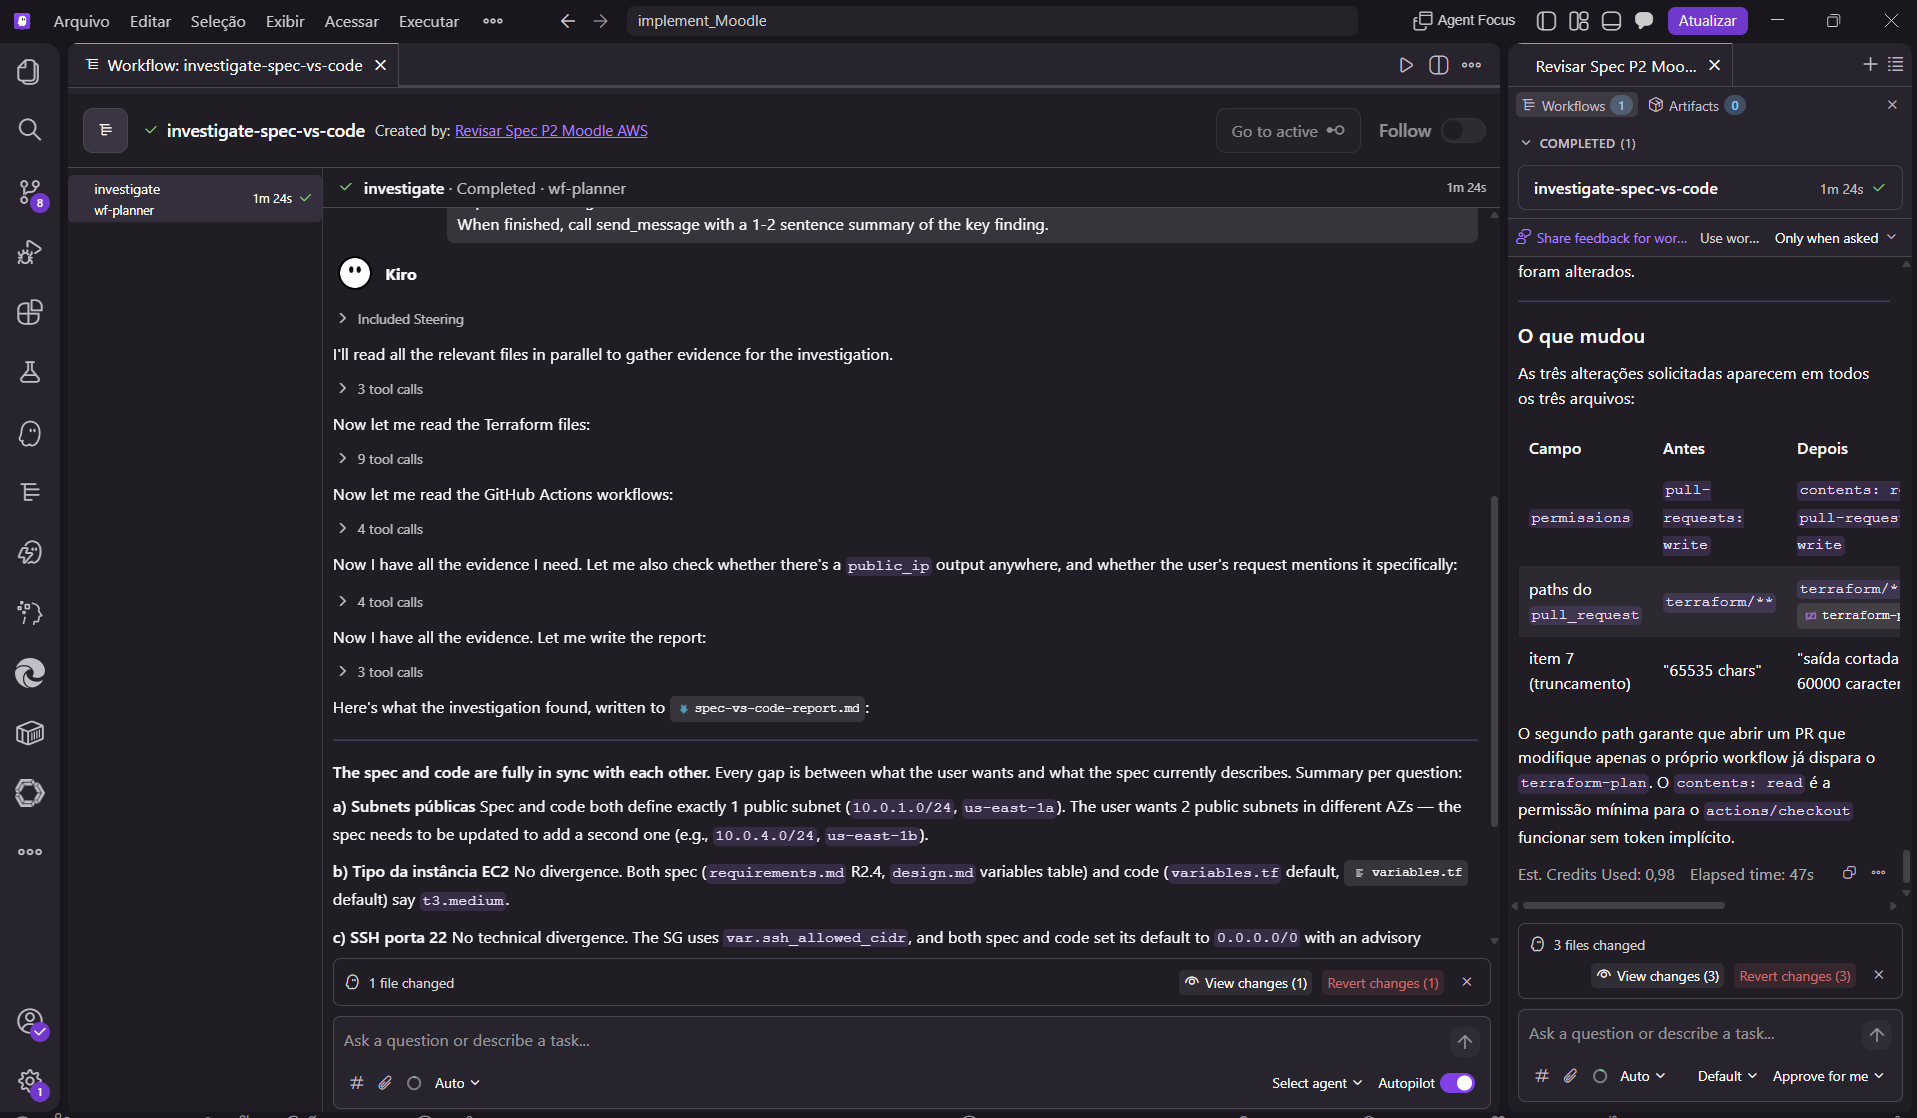 Arquivo Editar Seleção Exibir Acessar Executar
implement_Moodle
Agent Focus
Atualizar
Workflow: investigate-spec-vs-code
investigate-spec-vs-code Created by: Revisar Spec P2 Moodle AWS
Go to active
Follow
investigate
wf-planner
1m 24s
investigate · Completed · wf-planner
1m 24s
When finished, call send_message with a 1-2 sentence summary of the key finding.
Kiro
Included Steering
I'll read all the relevant files in parallel to gather evidence for the investigation.
3 tool calls
Now let me read the Terraform files:
9 tool calls
Now let me read the GitHub Actions workflows:
4 tool calls
Now I have all the evidence I need. Let me also check whether there's a public_ip output anywhere, and whether the user's request mentions it specifically:
4 tool calls
Now I have all the evidence. Let me write the report:
3 tool calls
Here's what the investigation found, written to spec-vs-code-report.md:
The spec and code are fully in sync with each other. Every gap is between what the user wants and what the spec currently describes. Summary per question:
a) Subnets públicas Spec and code both define exactly 1 public subnet (10.0.1.0/24, us-east-1a). The user wants 2 public subnets in different AZs — the
spec needs to be updated to add a second one (e.g., 10.0.4.0/24, us-east-1b).
b) Tipo da instância EC2 No divergence. Both spec (requirements.md R2.4, design.md variables table) and code (variables.tf default, variables.tf
default) say t3.medium.
c) SSH porta 22 No technical divergence. The SG uses var.ssh_allowed_cidr, and both spec and code set its default to 0.0.0.0/0 with an advisory
1 file changed
View changes (1)
Revert changes (1)
Ask a question or describe a task...
Auto
Select agent
Autopilot
8
1
Revisar Spec P2 Moo...
Workflows 1
Artifacts 0
COMPLETED (1)
investigate-spec-vs-code
1m 24s
Share feedback for wor...
Use wor...
Only when asked
foram alterados.
O que mudou
As três alterações solicitadas aparecem em todos
os três arquivos:
Campo Antes Depois
permissions
pull-
requests:
write
contents: r
pull-reques
write
paths do
pull_request
terraform/**
terraform/*
terraform-p
item 7
(truncamento)
"65535 chars"
"saída cortada
60000 caracter
O segundo path garante que abrir um PR que
modifique apenas o próprio workflow já dispara o
terraform-plan. O contents: read é a
permissão mínima para o actions/checkout
funcionar sem token implícito.
Est. Credits Used: 0,98 Elapsed time: 47s
3 files changed
View changes (3)
Revert changes (3)
Ask a question or describe a task...
Auto
Default
Approve for me